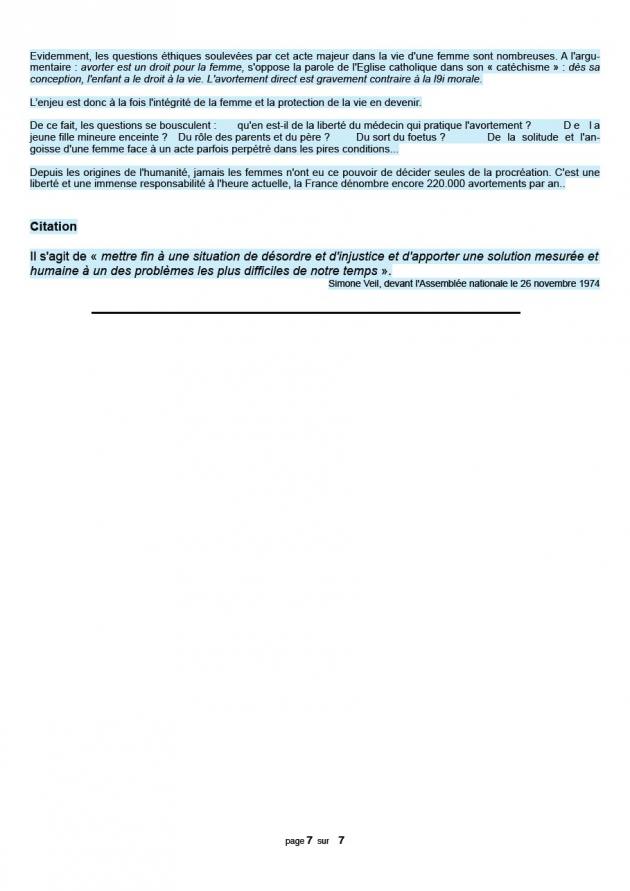 Evidemment, les questions éthiques soulevées par cet acte majeur dans la vie d'une femme sont nombreuses. A l'argu-
mentaire : avorter est un droit pour la femme, s'oppose la parole de l'Eglise catholique dans son « catéchisme » : dès sa
conception, l'enfant a le droit à la vie. L'avortement direct est gravement contraire à la l9i morale.
L'enjeu est donc à la fois l'intégrité de la femme et la protection de la vie en devenir.
De ce fait, les questions se bousculent : qu'en est-il de la liberté du médecin qui pratique l'avortement ? De la
jeune fille mineure enceinte ? Du rôle des parents et du père ? Du sort du foetus ? De la solitude et l'an-
goisse d'une femme face à un acte parfois perpétré dans les pires conditions...
Depuis les origines de l'humanité, jamais les femmes n'ont eu ce pouvoir de décider seules de la procréation. C'est une
liberté et une immense responsabilité à l'heure actuelle, la France dénombre encore 220.000 avortements par an..
Citation
Il s'agit de « mettre fin à une situation de désordre et d'injustice et d'apporter une solution mesurée et
humaine à un des problèmes les plus difficiles de notre temps ».
Simone Veil, devant l'Assemblée nationale le 26 novembre 1974
page 7 sur 7